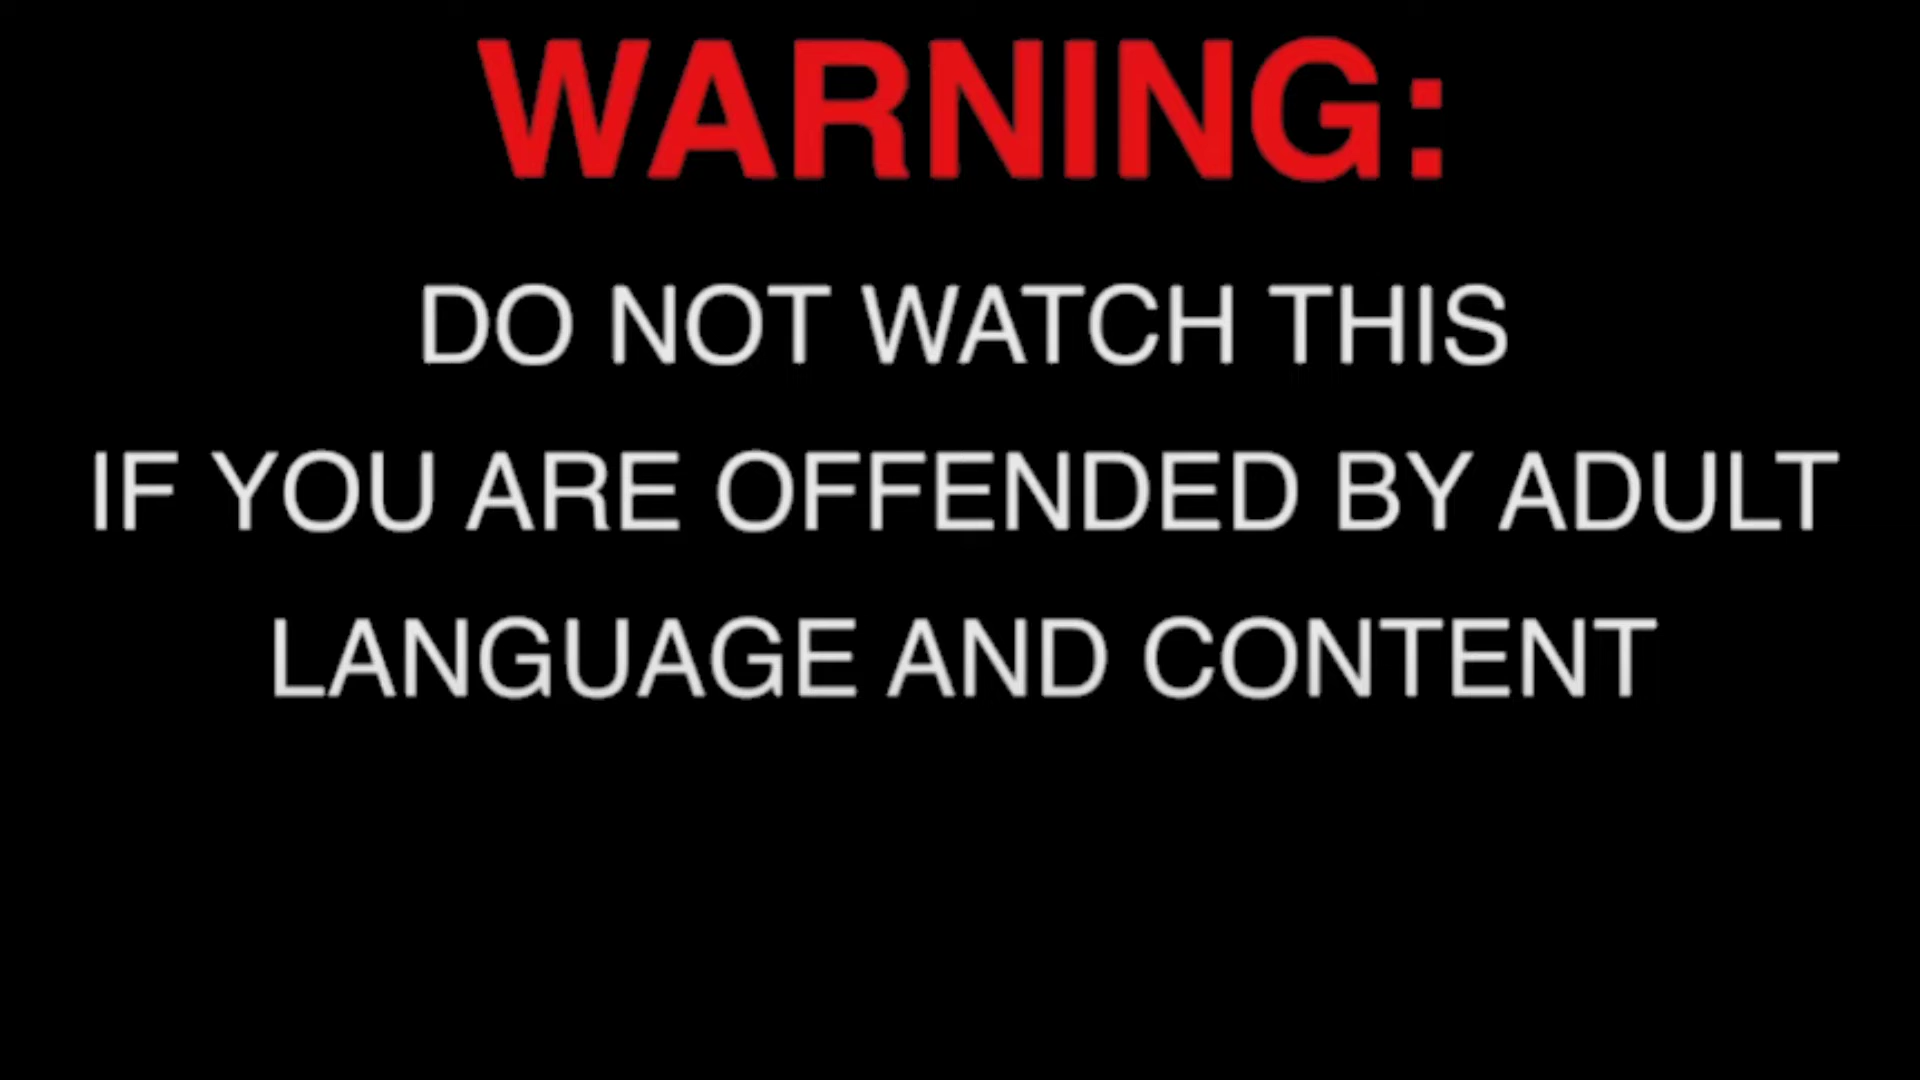 WARNING:
DO NOT WATCH THIS
IF YOU ARE OFFENDED BY ADULT
LANGUAGE AND CONTENT